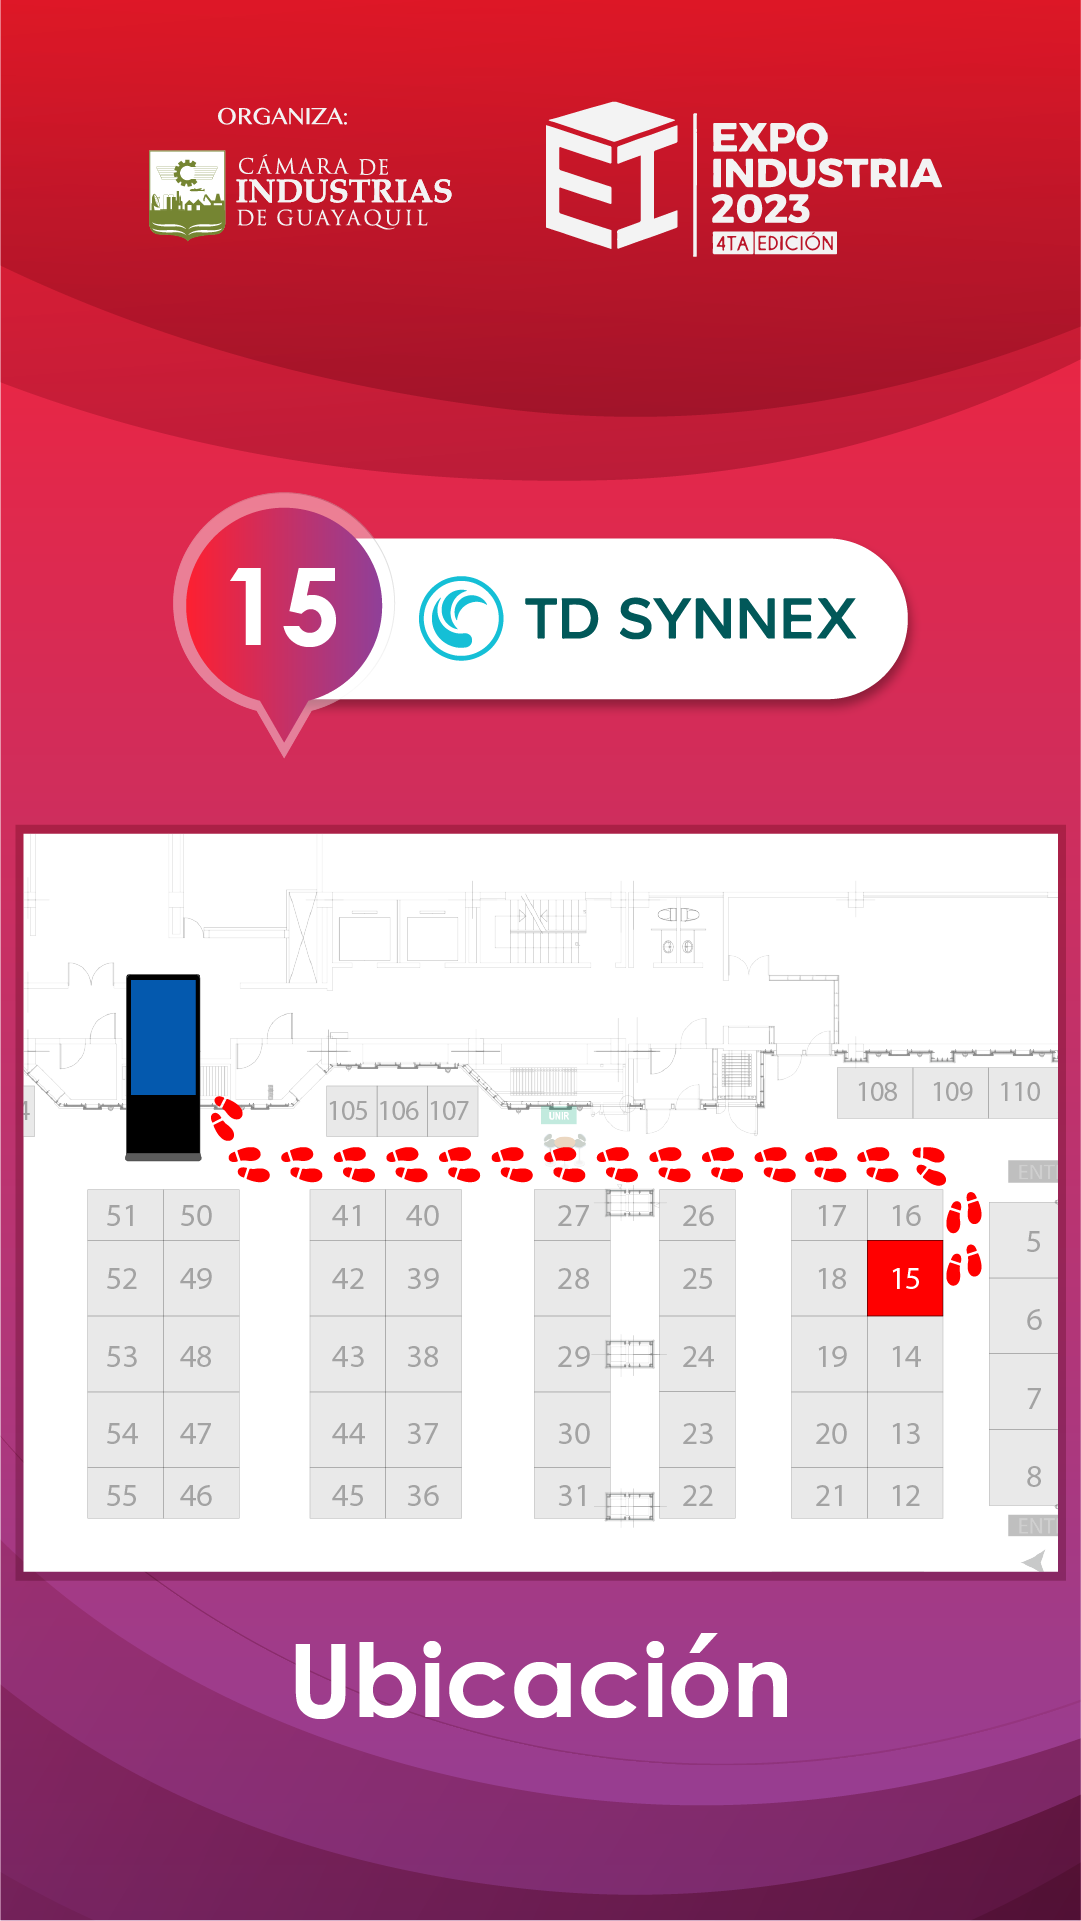 ORGANIZA:
CÁMARA DE
INDUSTRIAS
DE GUAYAQUIL
EXPO
INDUSTRIA
2023
4TA EDICIÓN
15
TD SYNNEX
108 109 110
4 105 106 107
UNIR
ENT
51 50 41 40 27 26 17 16
5
52 49 42 39 28 25 18 15
6
53 48 43 38 29 24 19 14
7
54 47 44 37 30 23 20 13
8
55 46 45 36 31 22 21 12
ENT
Ubicación